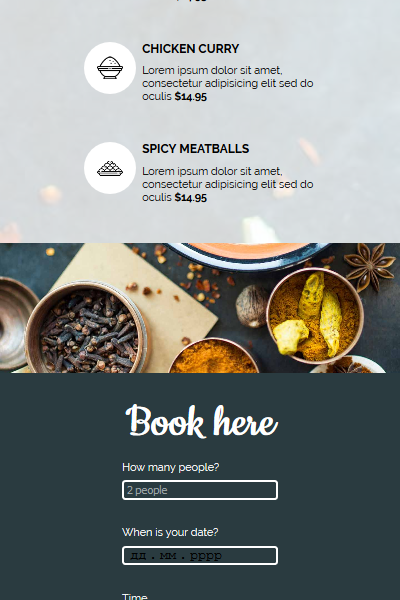 CHICKEN CURRY
Lorem ipsum dolor sit amet,
consectetur adipisicing elit sed do
oculis $14.95
SPICY MEATBALLS
Lorem ipsum dolor sit amet,
consectetur adipisicing elit sed do
oculis $14.95
Book here
How many people?
2 people
When is your date?
дд . мм . рррр
Time